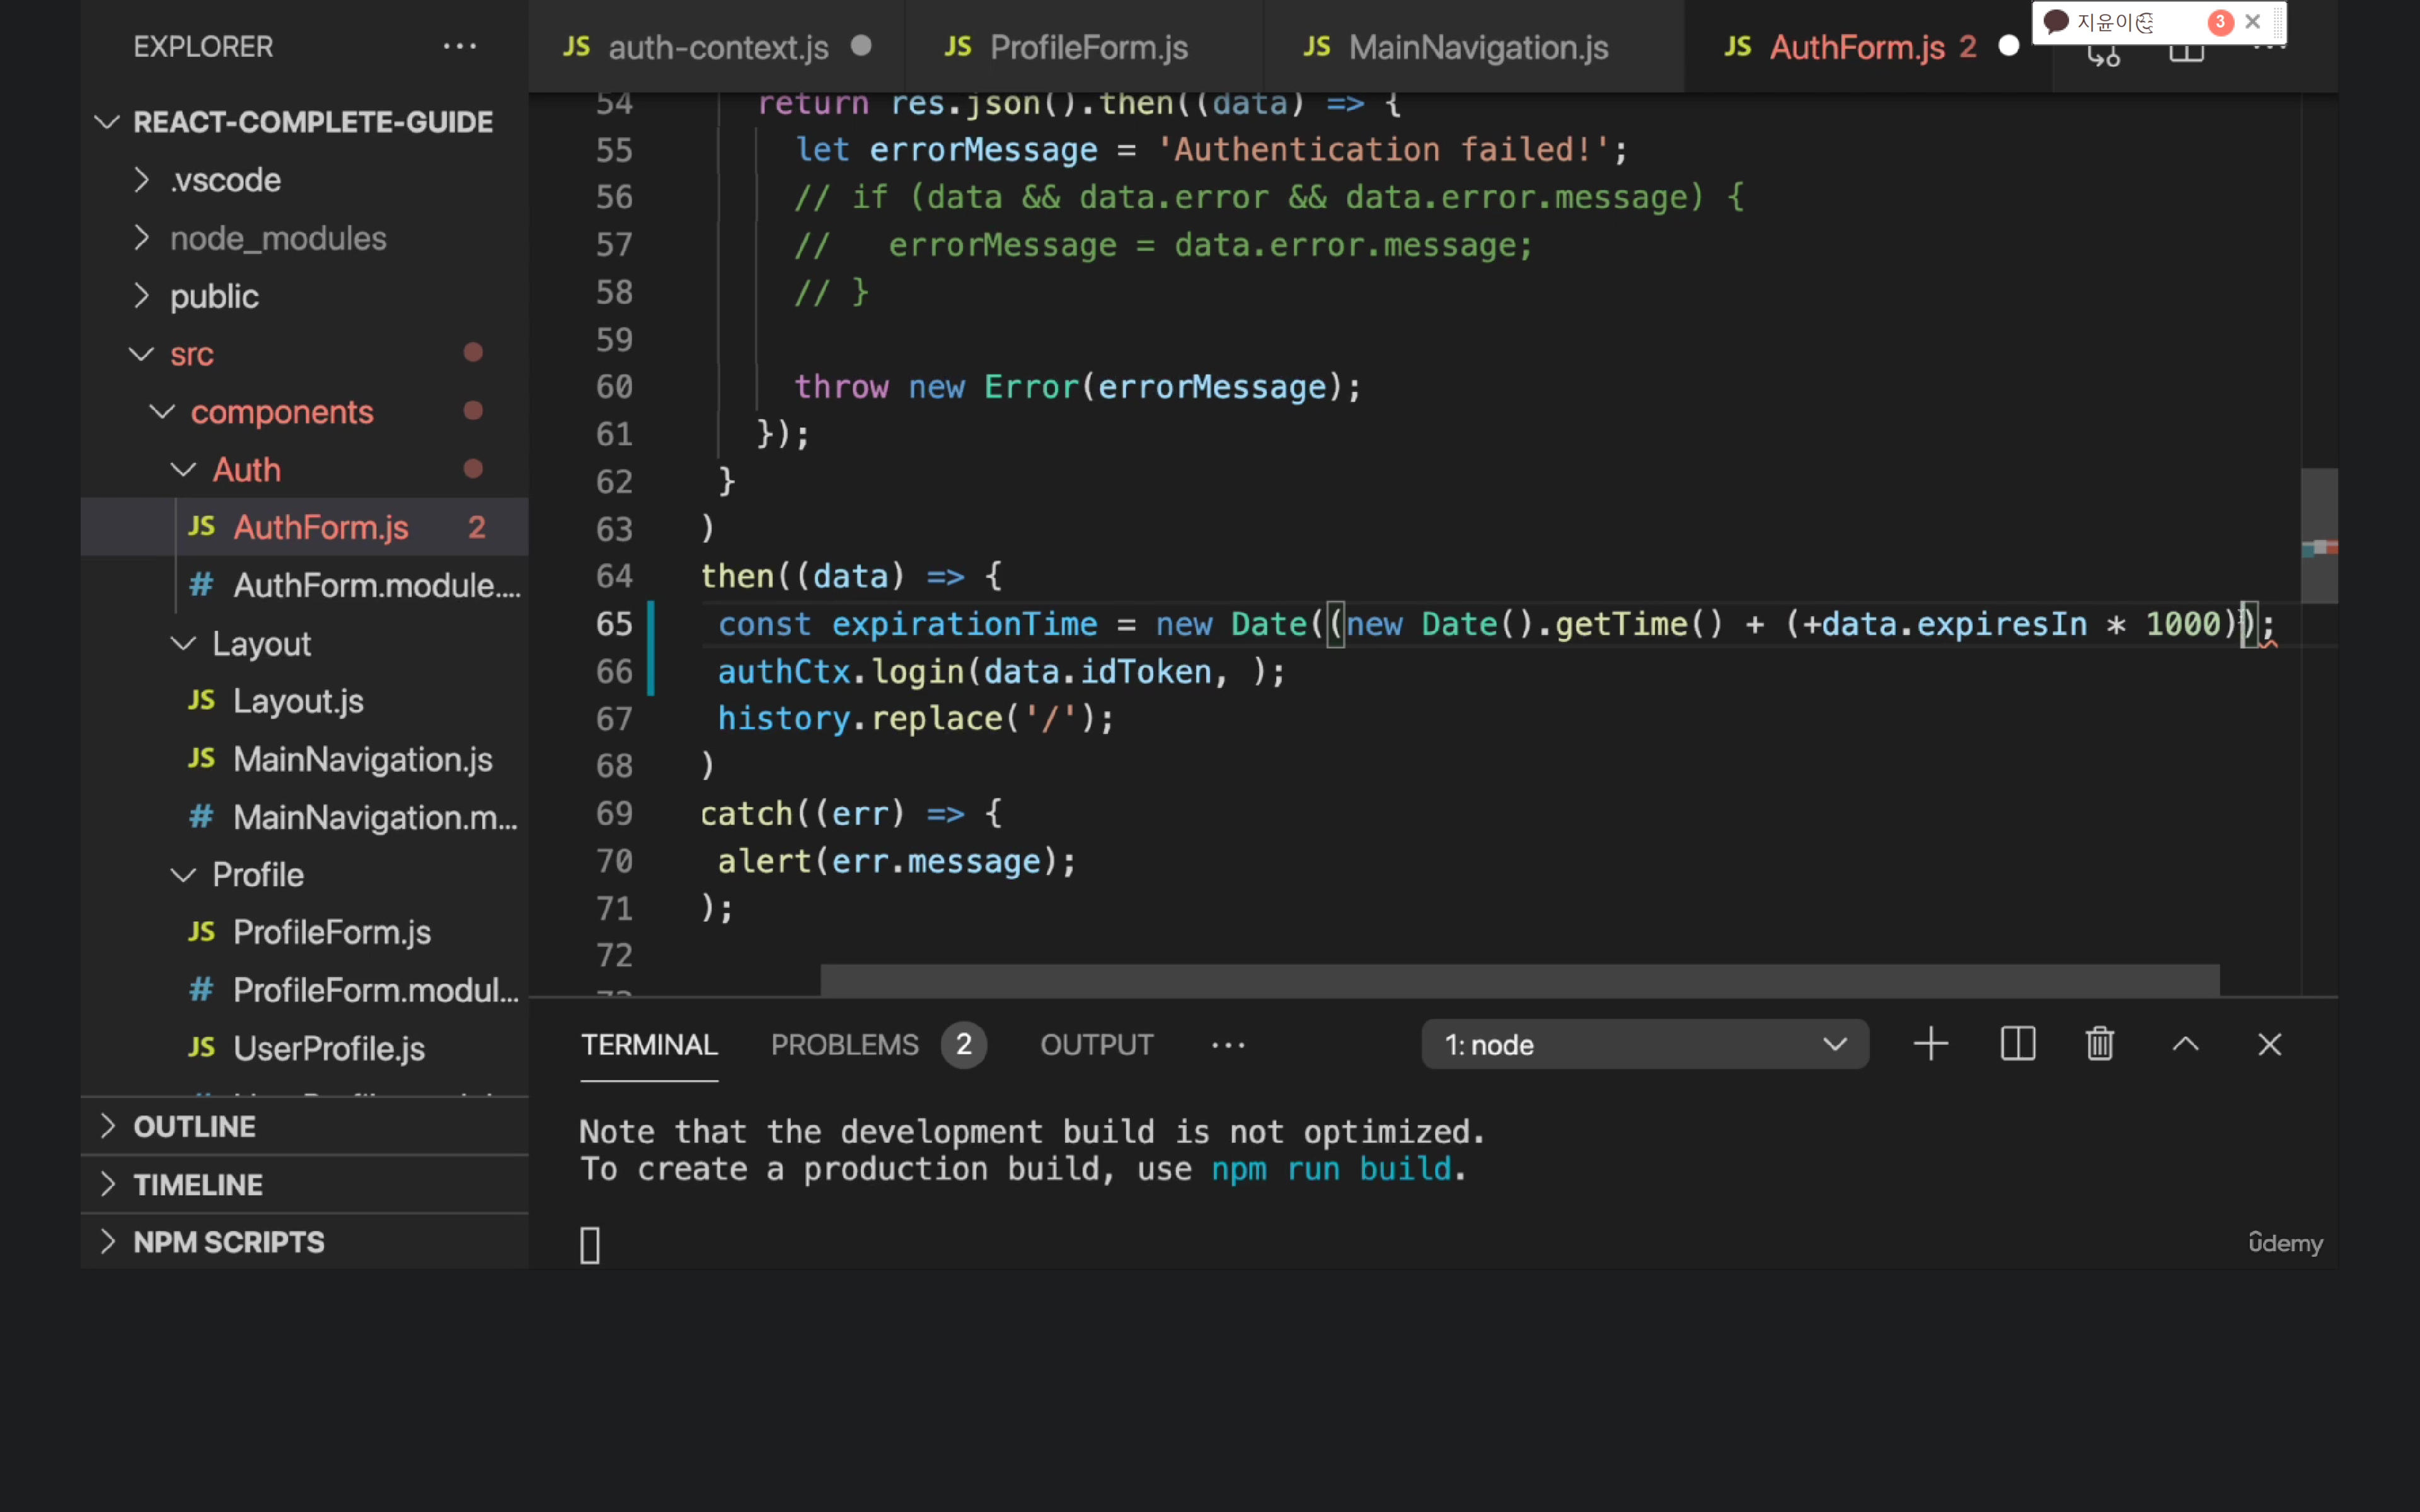 EXPLORER
REACT-COMPLETE-GUIDE
.vscode
node_modules
public
src
components
Auth
JS AuthForm.js 2
# AuthForm.module....
Layout
JS Layout.js
JS MainNavigation.js
# MainNavigation.m...
Profile
JS ProfileForm.js
# ProfileForm.modul...
JS UserProfile.js
OUTLINE
TIMELINE
NPM SCRIPTS
JS auth-context.js
JS ProfileForm.js
JS MainNavigation.js
JS AuthForm.js 2
지윤이 3
54 return res.json().then((data) => {
55 let errorMessage = 'Authentication failed!';
56 // if (data && data.error && data.error.message) {
57 //   errorMessage = data.error.message;
58 // }
59
60 throw new Error(errorMessage);
61 });
62 }
63 )
64 then((data) => {
65 const expirationTime = new Date((new Date().getTime() + (+data.expiresIn * 1000));
66 authCtx.login(data.idToken, );
67 history.replace('/');
68 )
69 catch((err) => {
70 alert(err.message);
71 );
72
TERMINAL PROBLEMS 2 OUTPUT ... 1: node
Note that the development build is not optimized.
To create a production build, use npm run build.
ûdemy